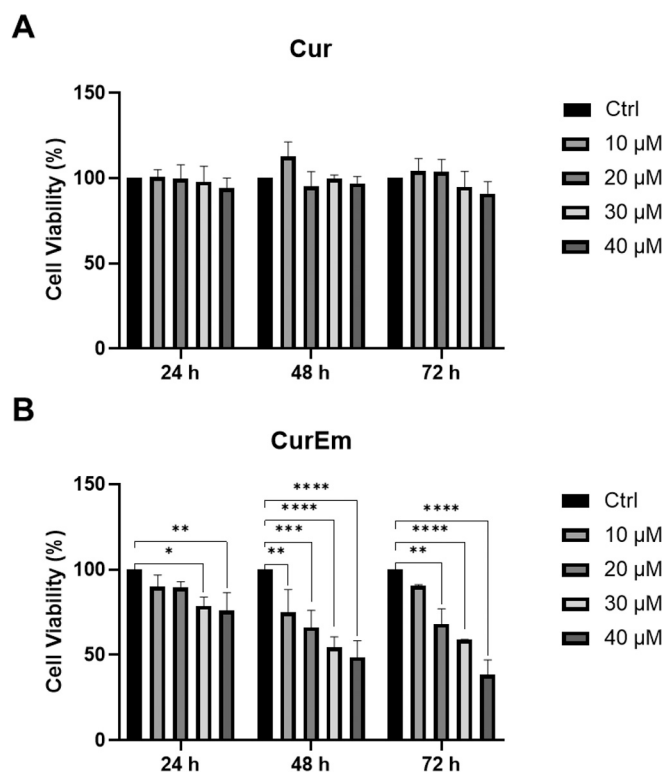 A
Cur
Cell Viability (%)
150
100
50
0
24 h
48 h
72 h
Ctrl
10 µM
20 µM
30 µM
40 µM
B
CurEm
Cell Viability (%)
150
100
50
0
**
*
****
****
***
**
****
****
**
24 h
48 h
72 h
Ctrl
10 µM
20 µM
30 µM
40 µM